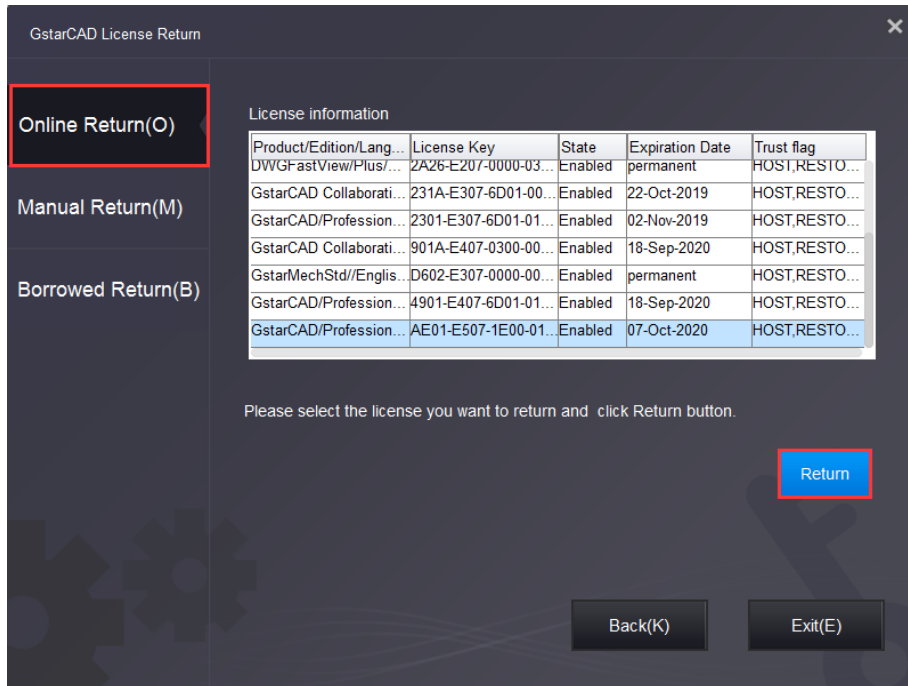 GstarCAD License Return
Online Return(O)
Manual Return(M)
Borrowed Return(B)
License information
Product/Edition/Lang... License Key State Expiration Date Trust flag
DWGFastView/Plus/... 2A26-E207-0000-03... Enabled permanent HOST,RESTO...
GstarCAD Collaborati... 231A-E307-6D01-00... Enabled 22-Oct-2019 HOST,RESTO...
GstarCAD/Profession... 2301-E307-6D01-01... Enabled 02-Nov-2019 HOST,RESTO...
GstarCAD Collaborati... 901A-E407-0300-00... Enabled 18-Sep-2020 HOST,RESTO...
GstarMechStd//Englis... D602-E307-0000-00... Enabled permanent HOST,RESTO...
GstarCAD/Profession... 4901-E407-6D01-01... Enabled 18-Sep-2020 HOST,RESTO...
GstarCAD/Profession... AE01-E507-1E00-01... Enabled 07-Oct-2020 HOST,RESTO...
Please select the license you want to return and click Return button.
Return
Back(K)
Exit(E)